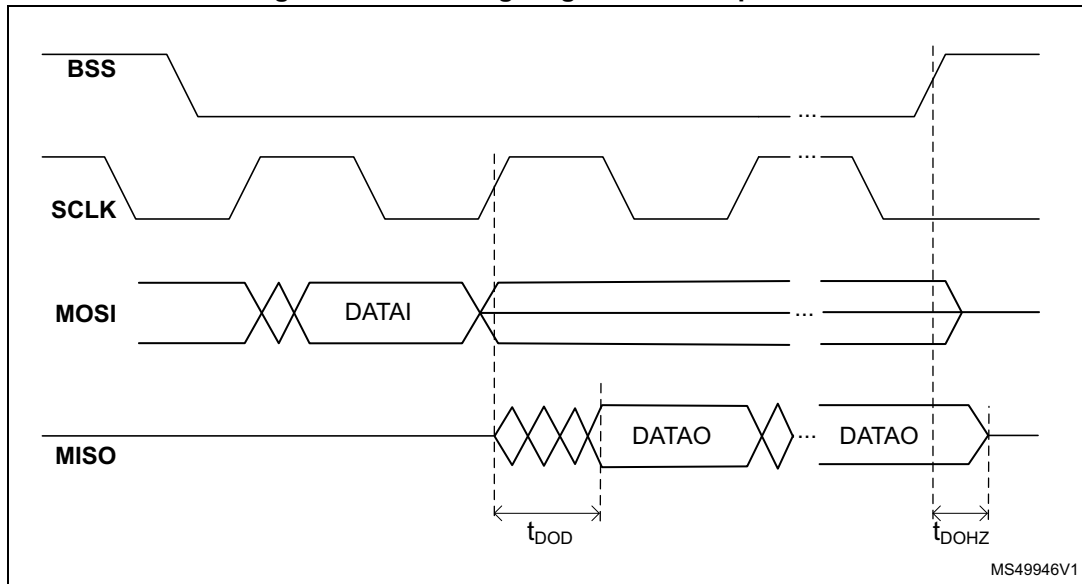 BSS
...
SCLK
...
MOSI
DATAI
...
MISO
DATAO
...
DATAO
tDOD
tDOHZ
MS49946V1